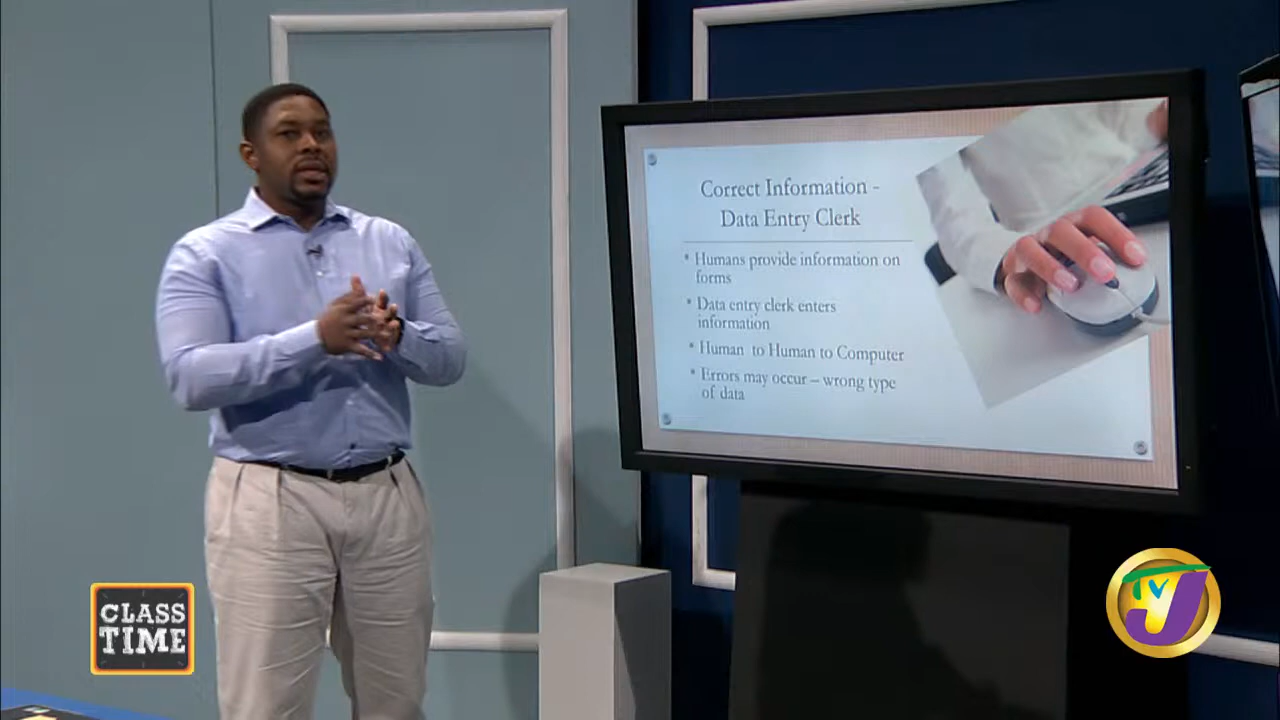 Correct Information -
Data Entry Clerk
* Humans provide information on
forms
* Data entry clerk enters
information
* Human to Human to Computer
* Errors may occur – wrong type
of data
CLASS
TIME
TVJ